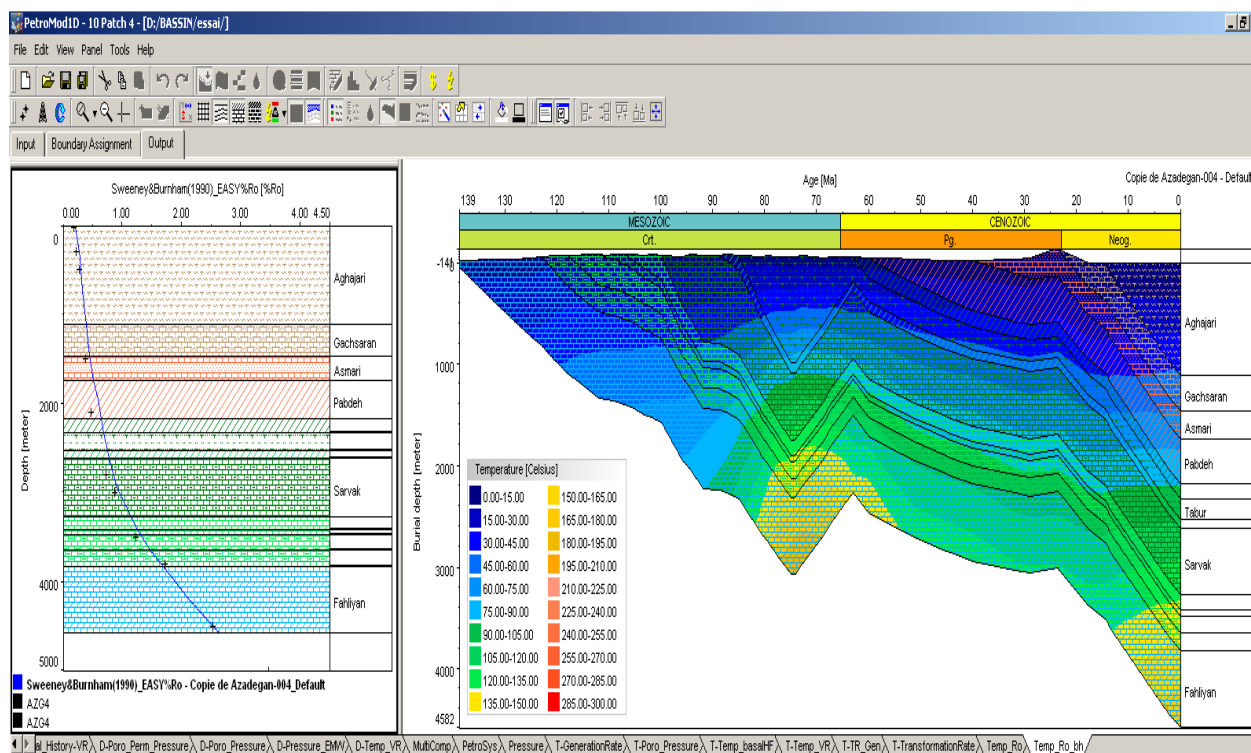 PetroMod1D - 10 Patch 4 - [D:/BASSIN/essai/]
File Edit View Panel Tools Help
Input Boundary Assignment Output
Sweeney&Burnham(1990)_EASY%Ro [%Ro]
0.00 1.00 2.00 3.00 4.00 4.50
0
2000
4000
5000
Depth [meter]
Aghajari
Gachsaran
Asmari
Pabdeh
Sarvak
Fahliyan
Sweeney&Burnham(1990)_EASY%Ro - Copie de Azadegan-004_Default
AZG4
AZG4
Age [Ma]
Copie de Azadegan-004 - Default
139 130 120 110 100 90 80 70 60 50 40 30 20 10 0
MESOZOIC CENOZOIC
Crt. Pg. Neog.
0
1000
2000
3000
4000
4582
Burial depth [meter]
Aghajari
Gachsaran
Asmari
Pabdeh
Tabur
Sarvak
Fahliyan
Temperature [Celsius]
0.00-15.00 150.00-165.00
15.00-30.00 165.00-180.00
30.00-45.00 180.00-195.00
45.00-60.00 195.00-210.00
60.00-75.00 210.00-225.00
75.00-90.00 225.00-240.00
90.00-105.00 240.00-255.00
105.00-120.00 255.00-270.00
120.00-135.00 270.00-285.00
135.00-150.00 285.00-300.00
al_History-VR D-Poro_Perm_Pressure D-Poro_Pressure D-Pressure_EMW D-Temp_VR MultiComp PetroSys Pressure T-GenerationRate T-Poro_Pressure T-Temp_basalHF T-Temp_VR T-TR_Gen T-TransformationRate Temp_Ro Temp_Ro_bh